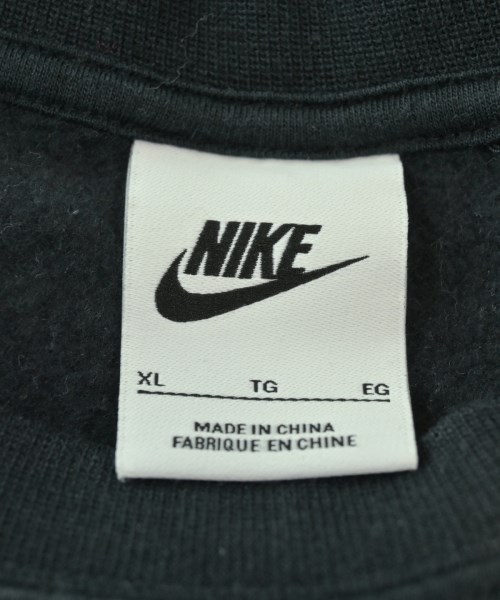 NIKE
XL TG EG
MADE IN CHINA
FABRIQUE EN CHINE